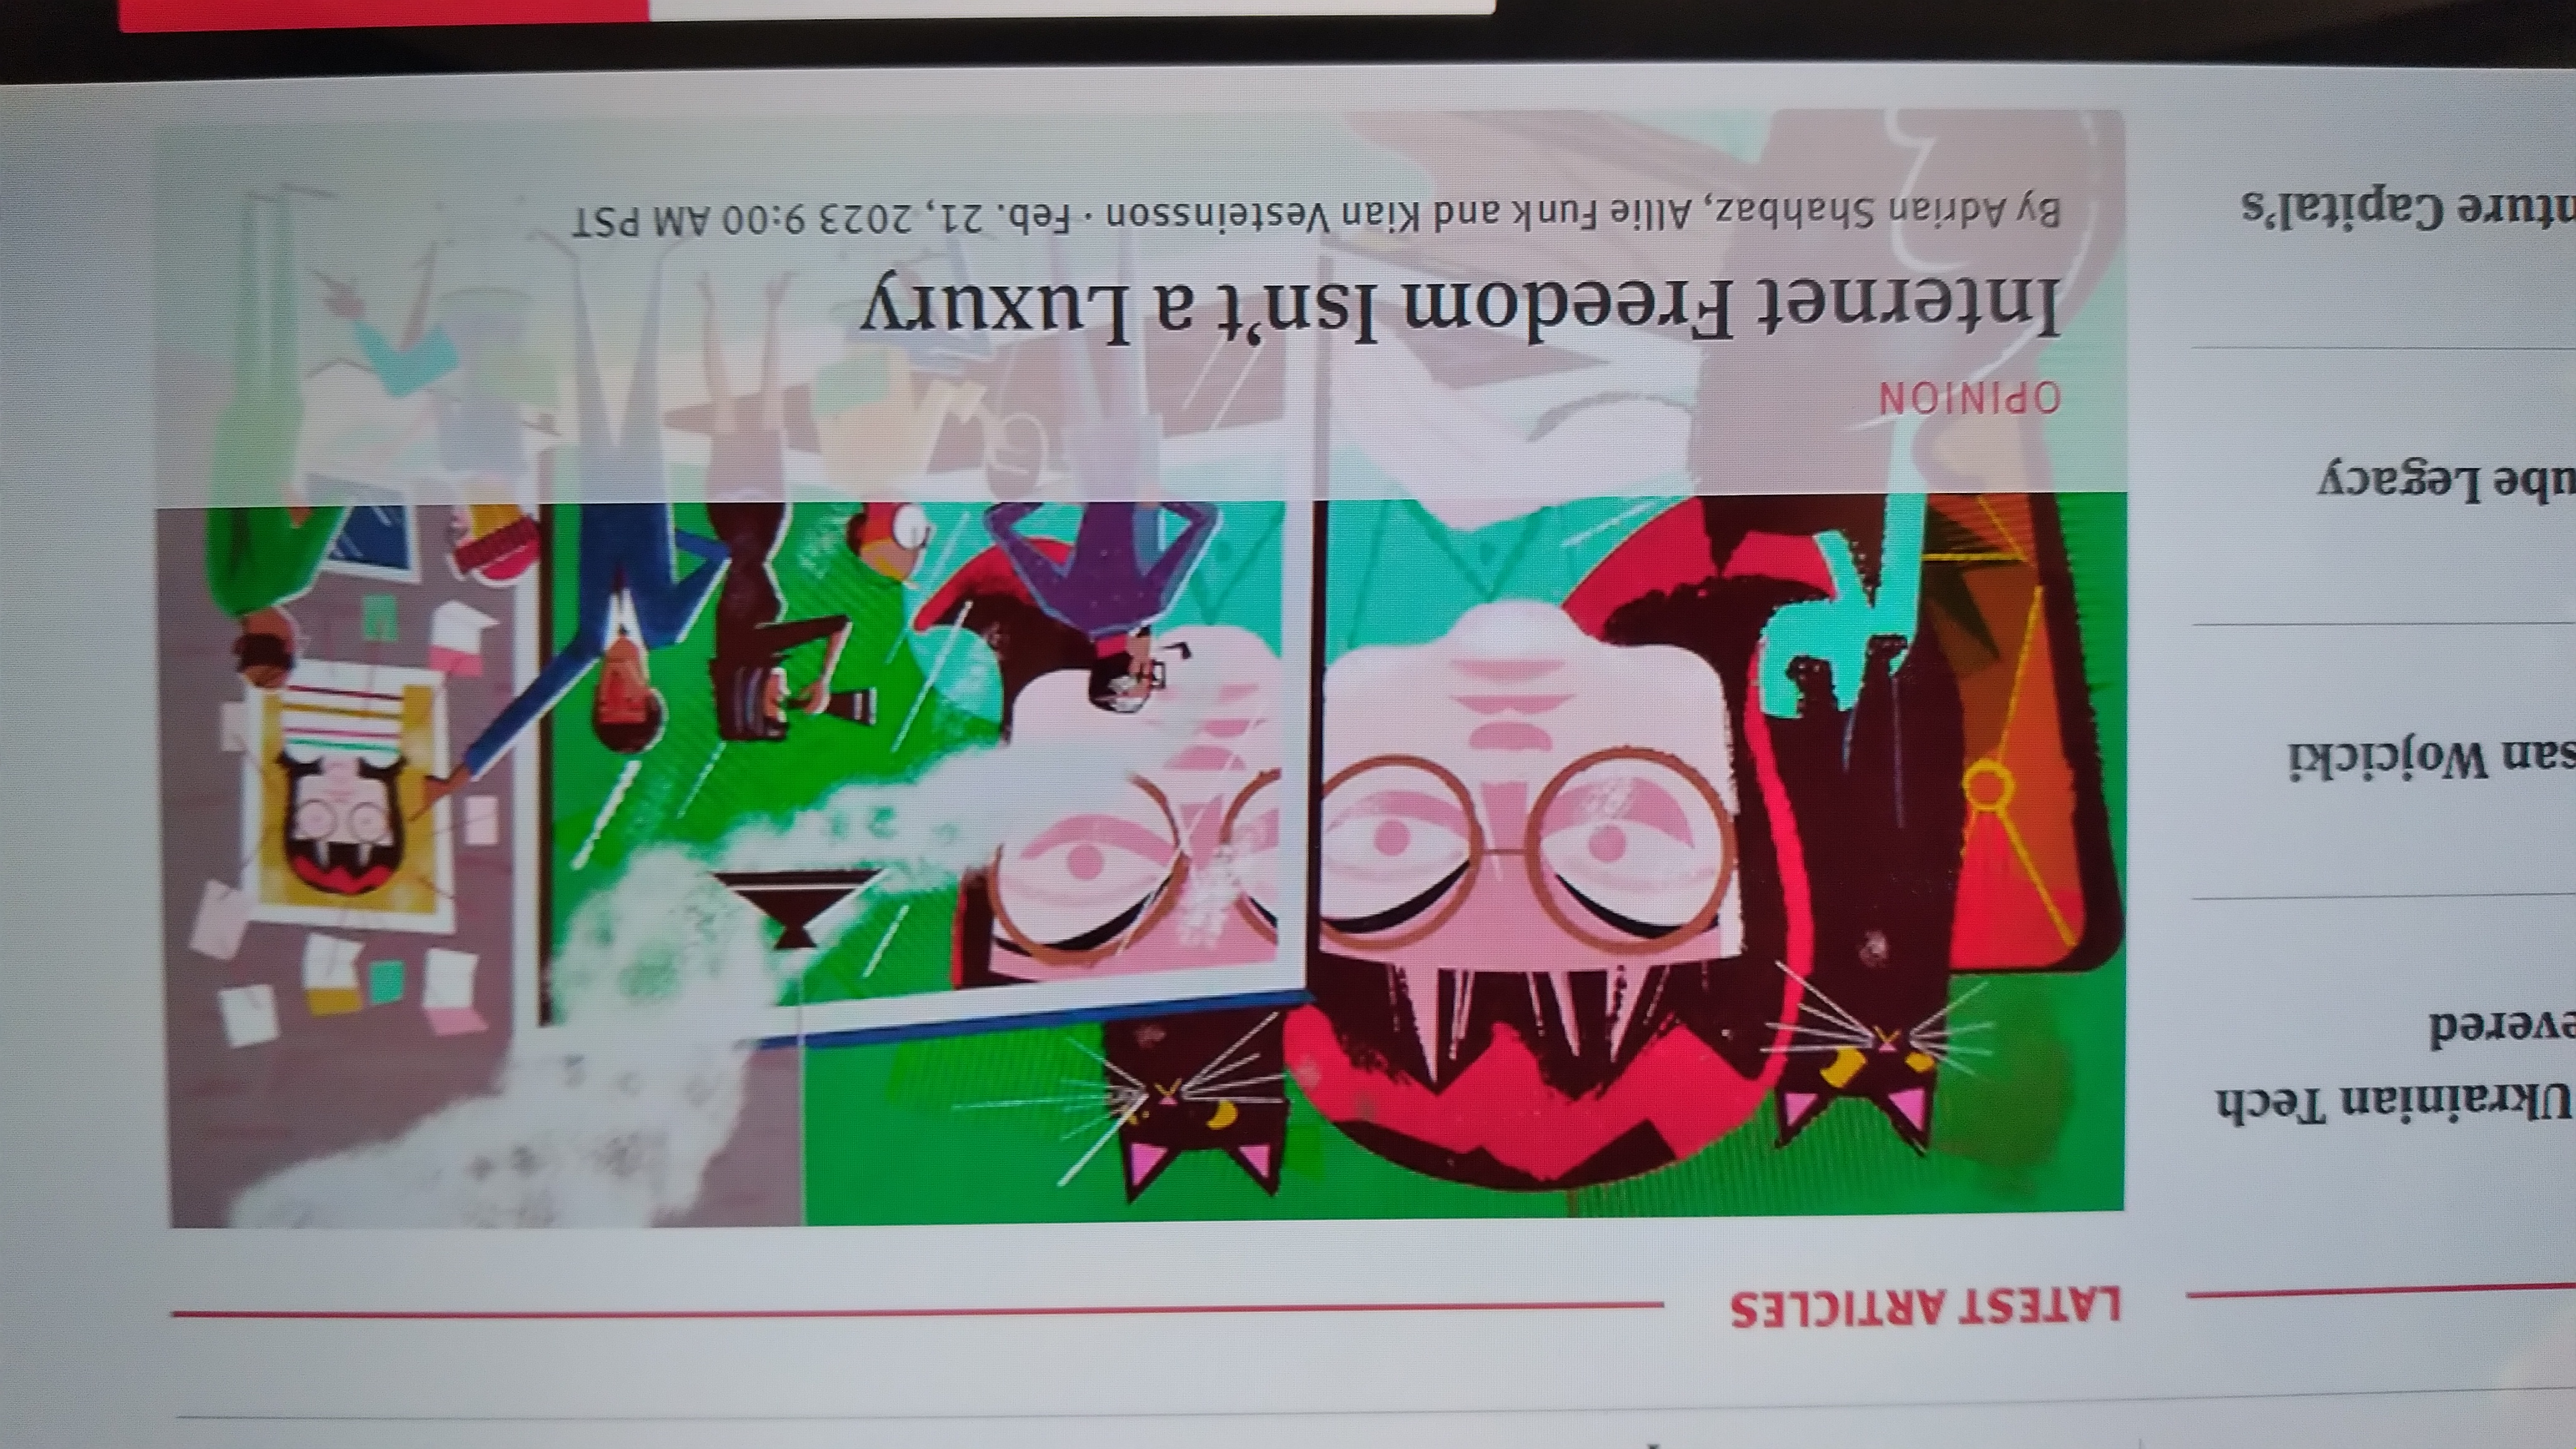 LATEST ARTICLES
Ukrainian Tech
evered
san Wojcicki
ube Legacy
nture Capital’s
OPINION
Internet Freedom Isn’t a Luxury
By Adrian Shahbaz, Allie Funk and Kian Vesteinsson · Feb. 21, 2023 9:00 AM PST